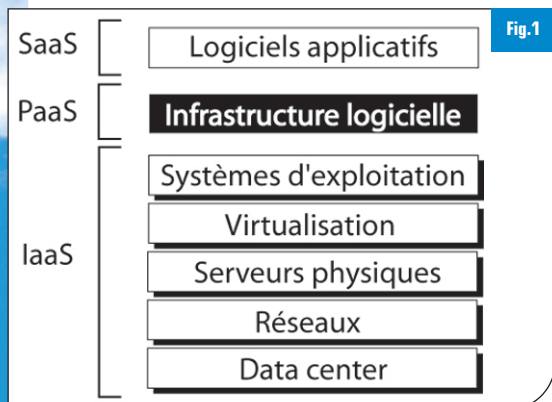 Fig.1
SaaS
Logiciels applicatifs
PaaS
Infrastructure logicielle
IaaS
Systèmes d'exploitation
Virtualisation
Serveurs physiques
Réseaux
Data center